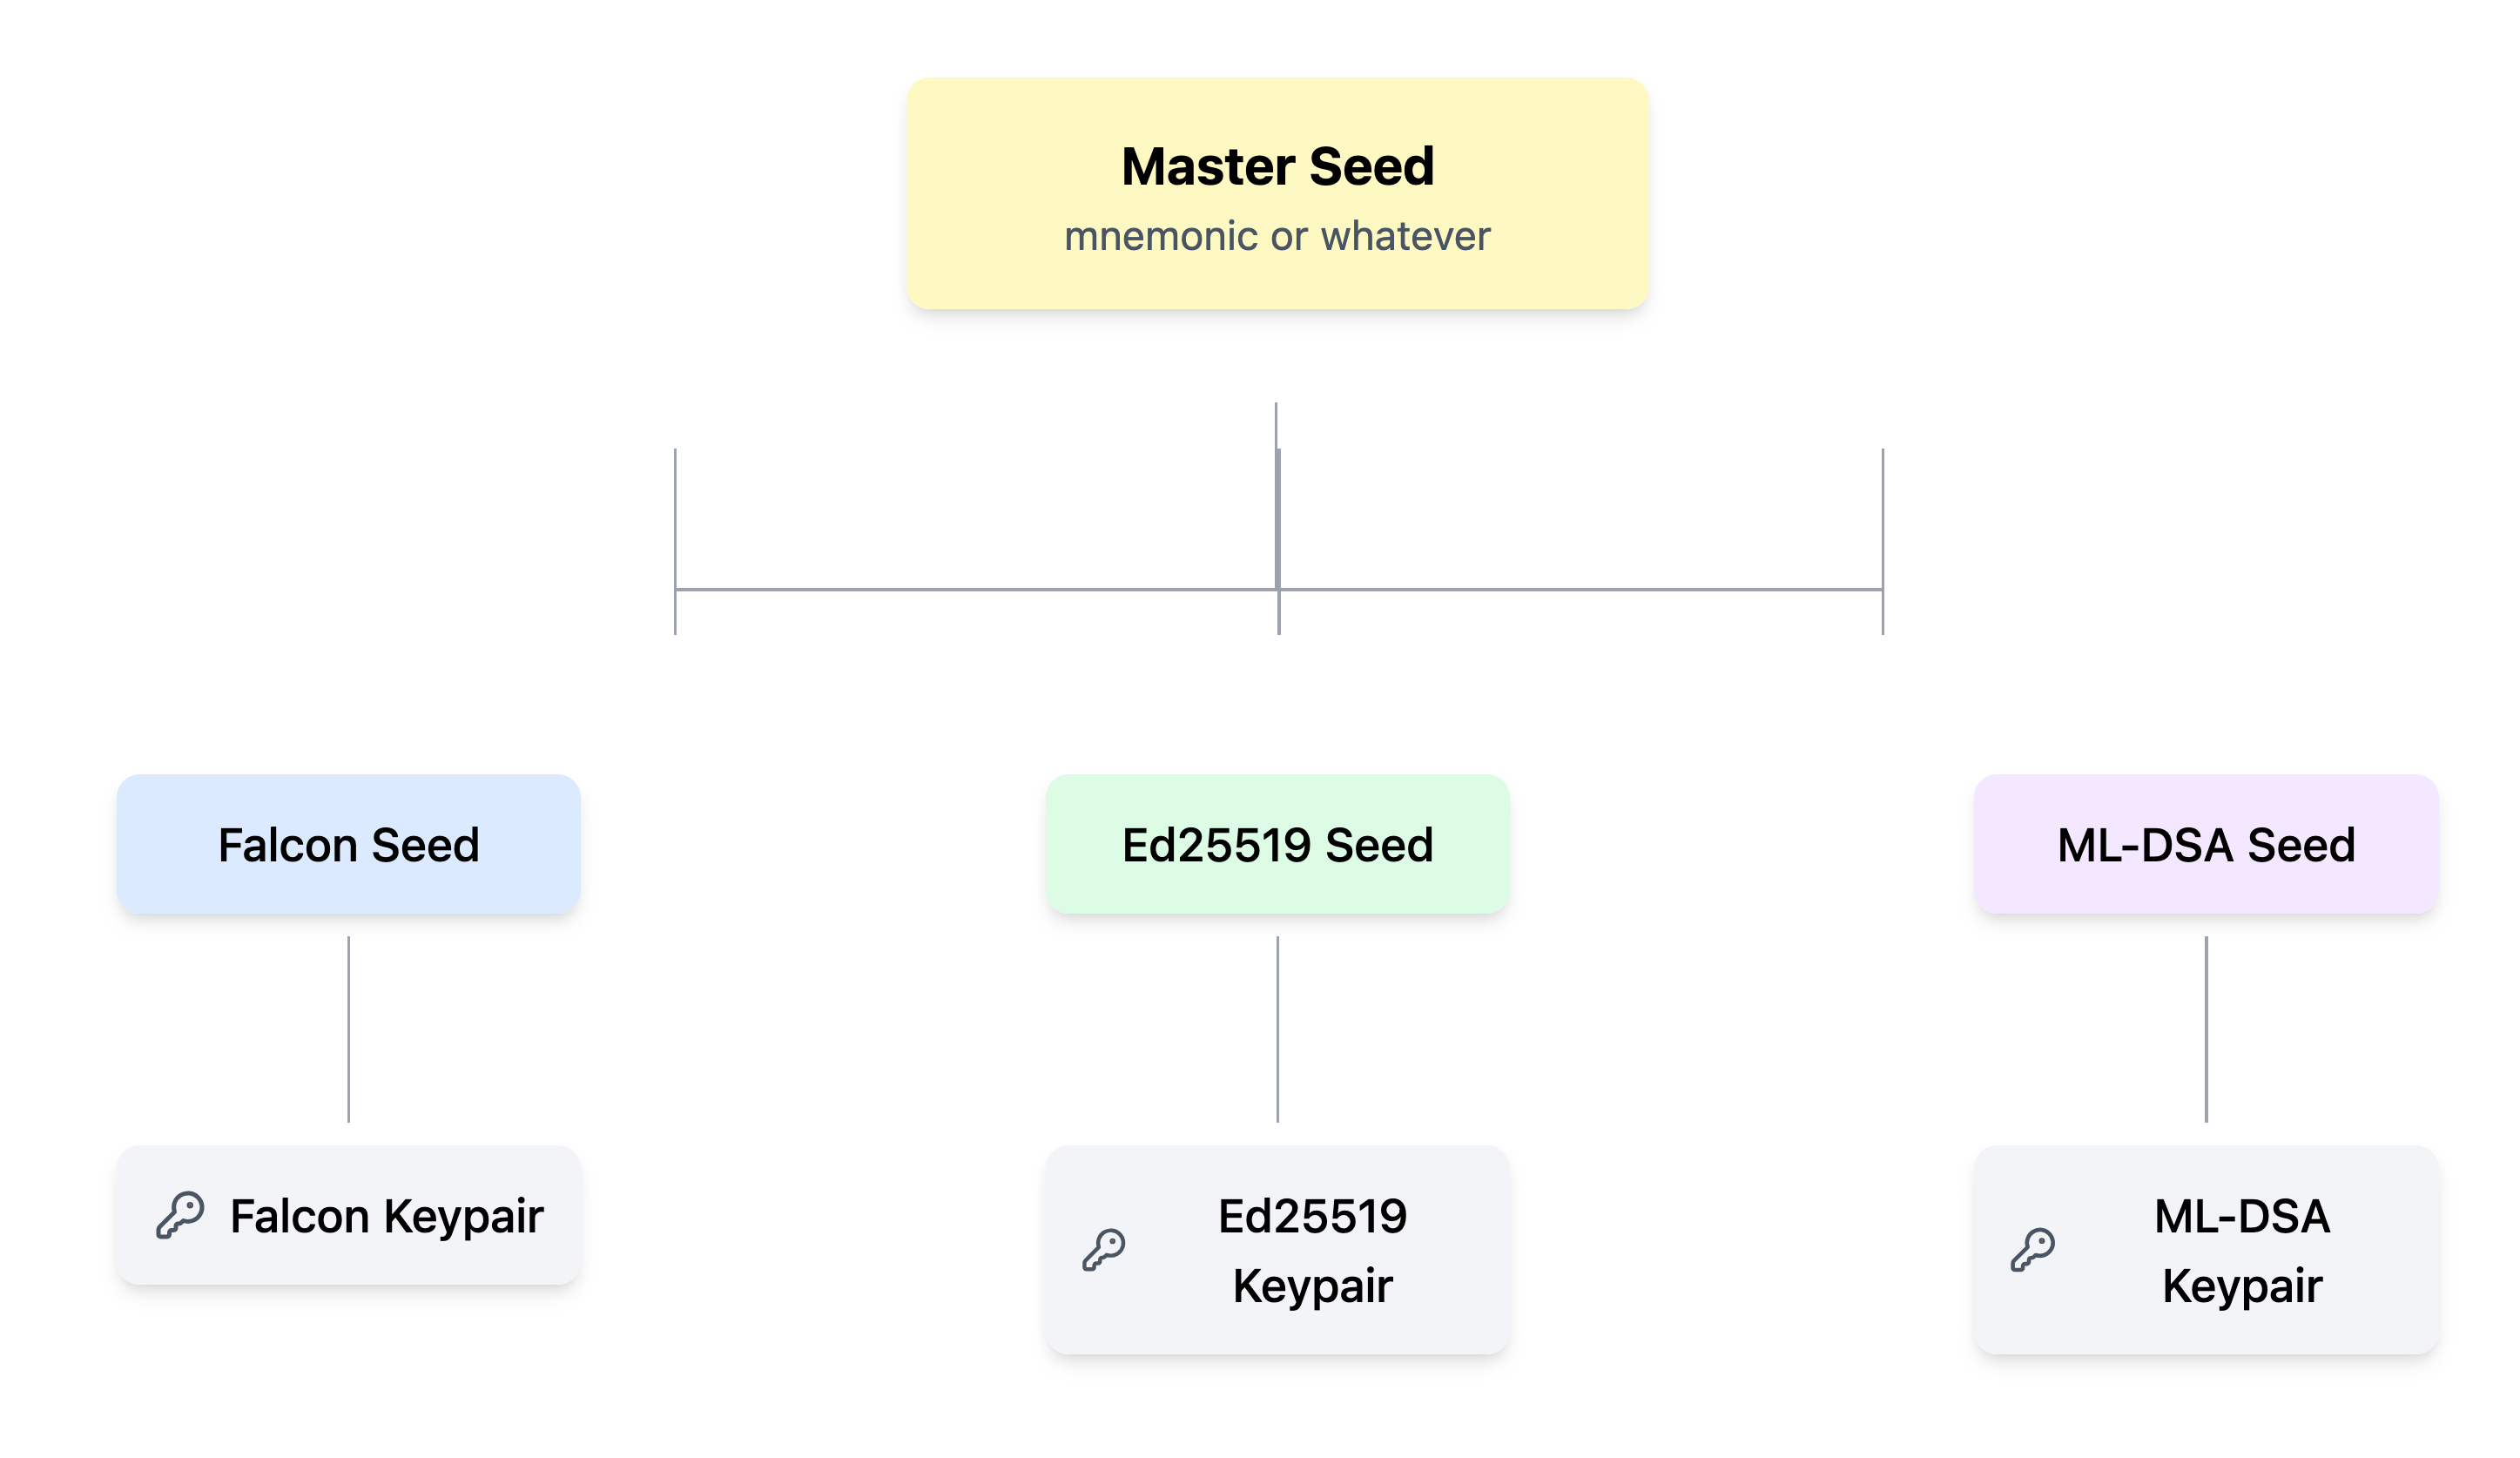 Master Seed
mnemonic or whatever
Falcon Seed
Ed25519 Seed
ML-DSA Seed
Falcon Keypair
Ed25519
Keypair
ML-DSA
Keypair